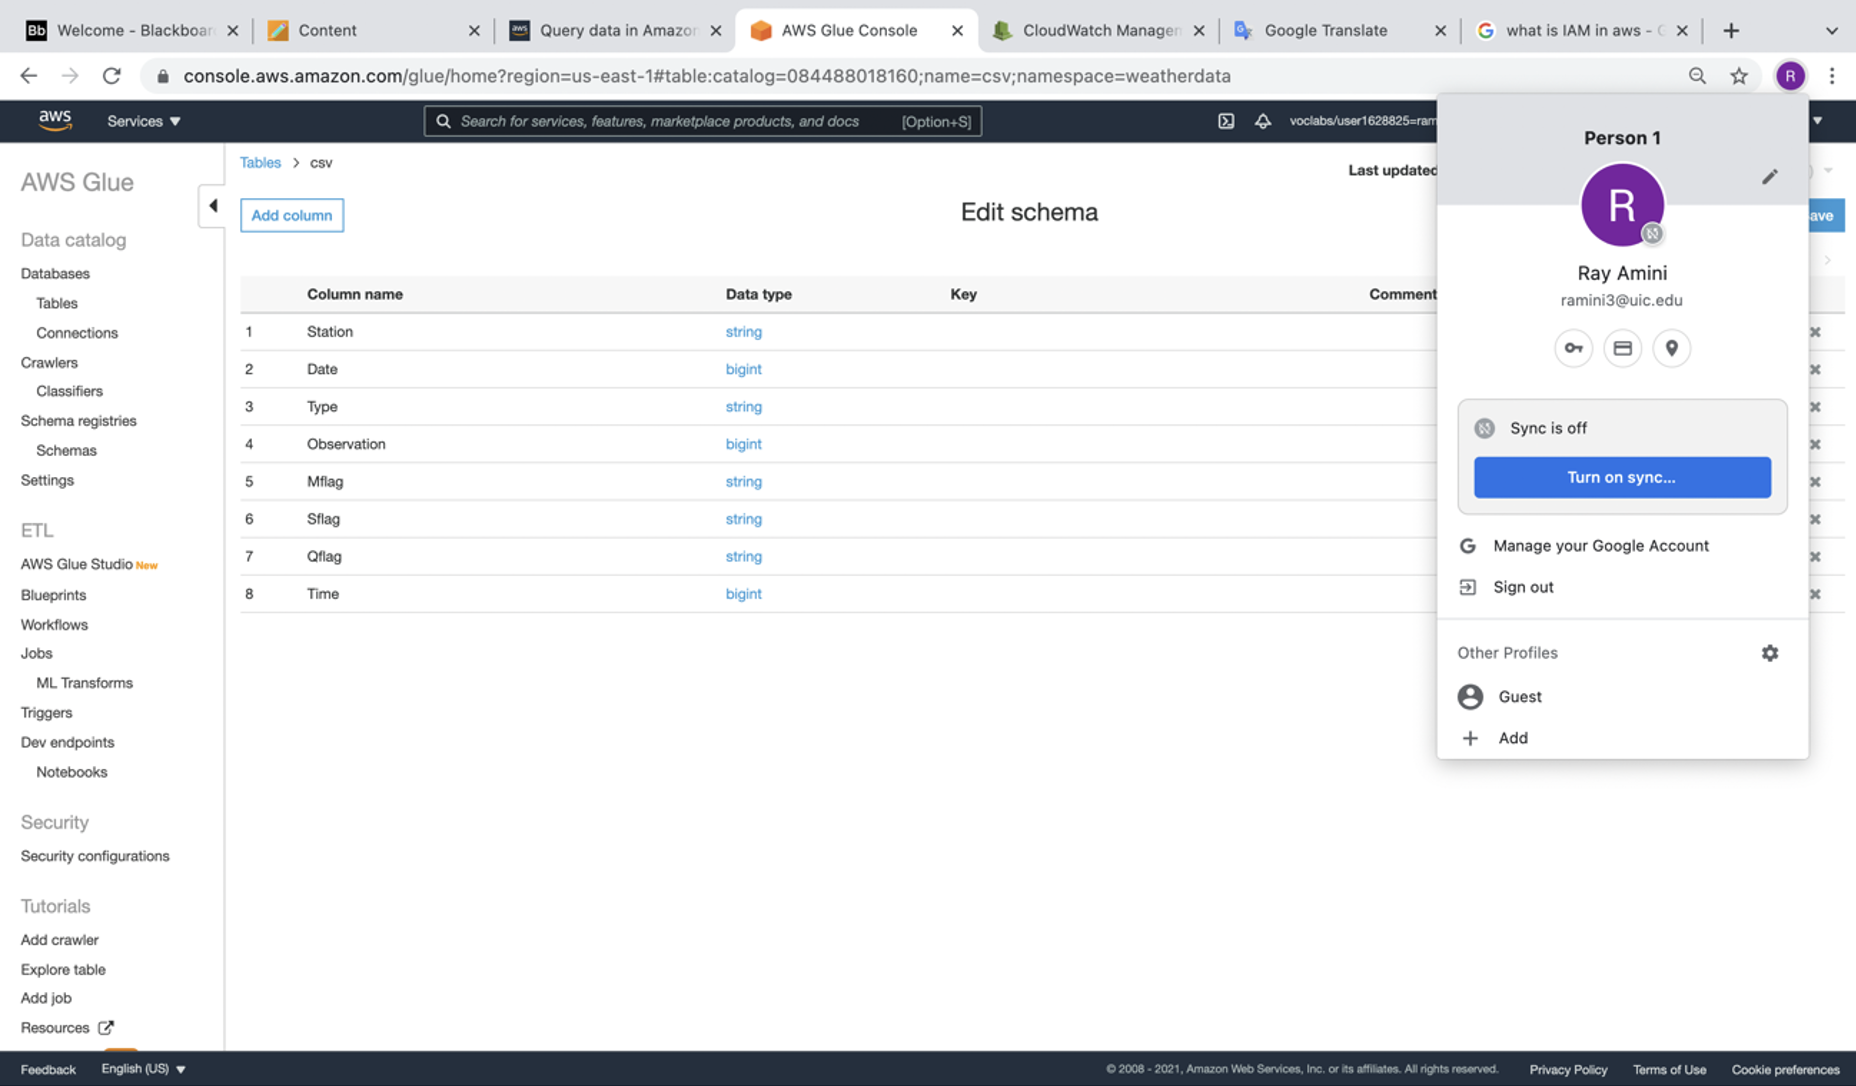 Bb Welcome - Blackboar
Content
aws Query data in Amazon
AWS Glue Console
CloudWatch Managem
Google Translate
G what is IAM in aws - G
console.aws.amazon.com/glue/home?region=us-east-1#table:catalog=084488018160;name=csv;namespace=weatherdata
R
aws
Services
Search for services, features, marketplace products, and docs [Option+S]
voclabs/user1628825=ram
AWS Glue
Data catalog
Databases
Tables
Connections
Crawlers
Classifiers
Schema registries
Schemas
Settings
ETL
AWS Glue Studio New
Blueprints
Workflows
Jobs
ML Transforms
Triggers
Dev endpoints
Notebooks
Security
Security configurations
Tutorials
Add crawler
Explore table
Add job
Resources
Tables > csv
Last updated
Add column
Edit schema
ave
Column name Data type Key Comment
1 Station string
2 Date bigint
3 Type string
4 Observation bigint
5 Mflag string
6 Sflag string
7 Qflag string
8 Time bigint
Person 1
R
Ray Amini
ramini3@uic.edu
Sync is off
Turn on sync...
G Manage your Google Account
Sign out
Other Profiles
Guest
Add
Feedback English (US)
© 2008 - 2021, Amazon Web Services, Inc. or its affiliates. All rights reserved. Privacy Policy Terms of Use Cookie preferences